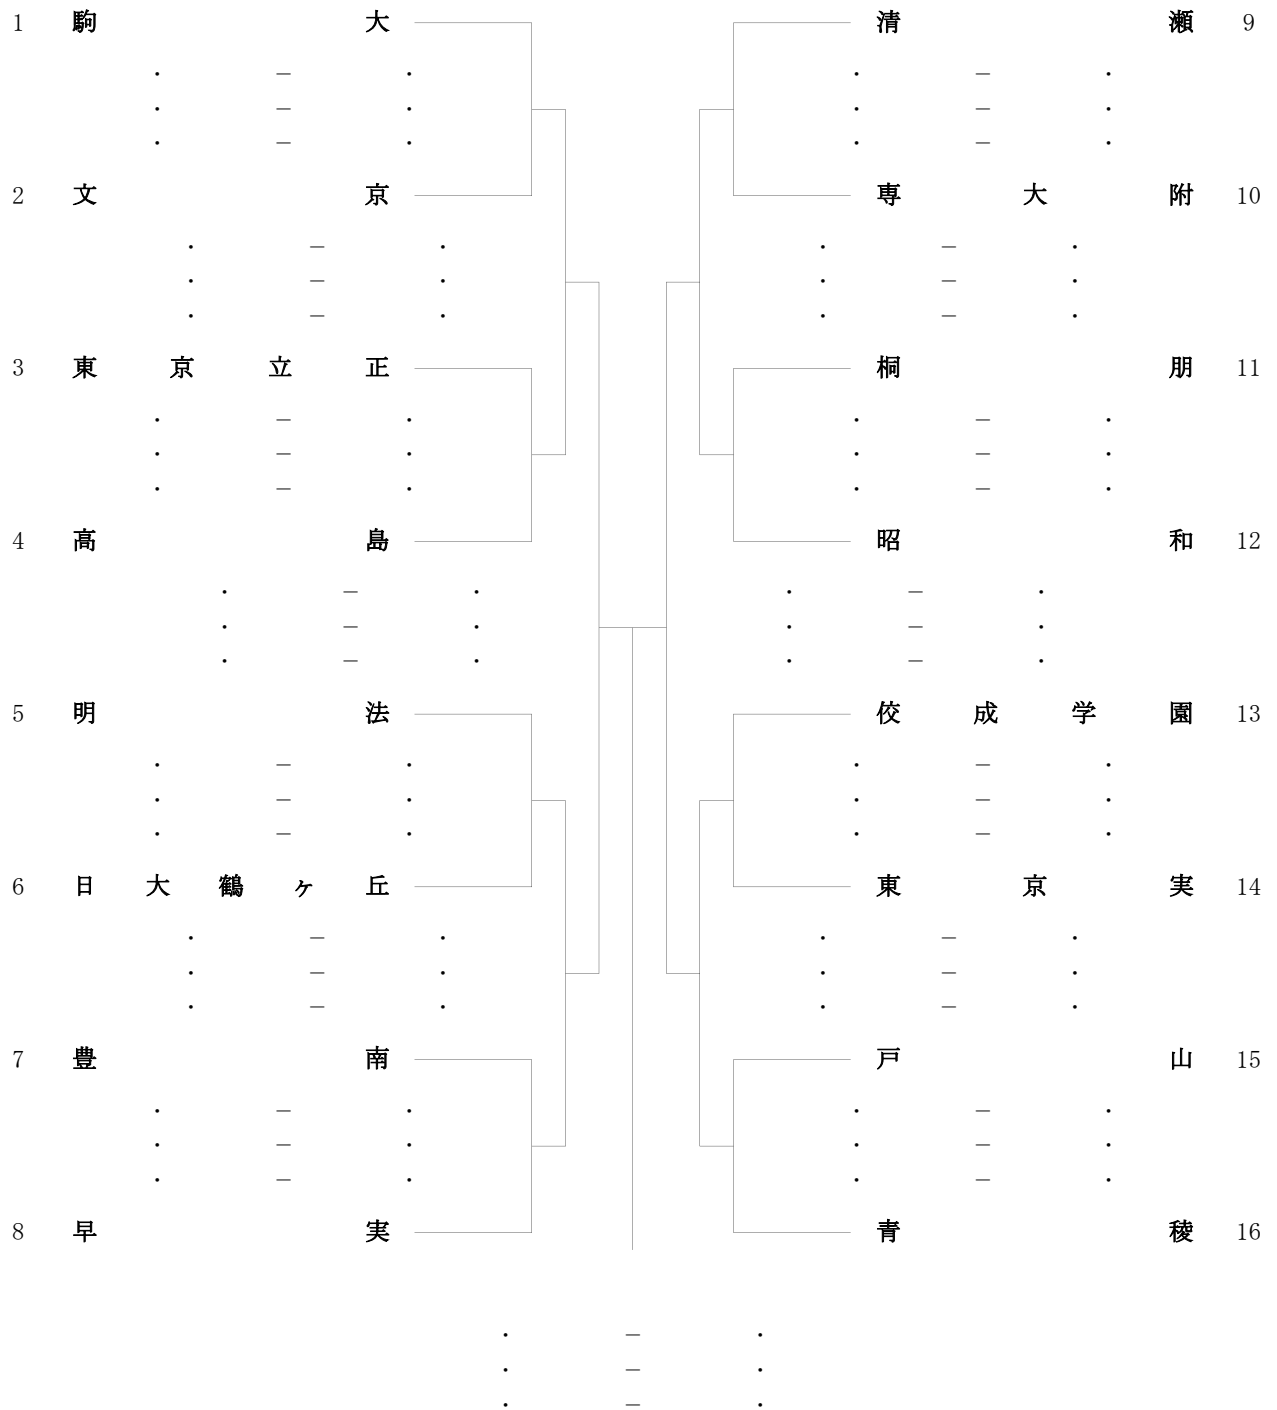 1 駒大 清瀬 9
・ － ・ ・ － ・
・ － ・ ・ － ・
・ － ・ ・ － ・
2 文京 専大附 10
・ － ・ ・ － ・
・ － ・ ・ － ・
・ － ・ ・ － ・
3 東京立正 桐朋 11
・ － ・ ・ － ・
・ － ・ ・ － ・
・ － ・ ・ － ・
4 高島 昭和 12
・ － ・ ・ － ・
・ － ・ ・ － ・
・ － ・ ・ － ・
5 明法 佼成学園 13
・ － ・ ・ － ・
・ － ・ ・ － ・
・ － ・ ・ － ・
6 日大鶴ヶ丘 東京実 14
・ － ・ ・ － ・
・ － ・ ・ － ・
・ － ・ ・ － ・
7 豊南 戸山 15
・ － ・ ・ － ・
・ － ・ ・ － ・
・ － ・ ・ － ・
8 早実 青稜 16
・ － ・
・ － ・
・ － ・